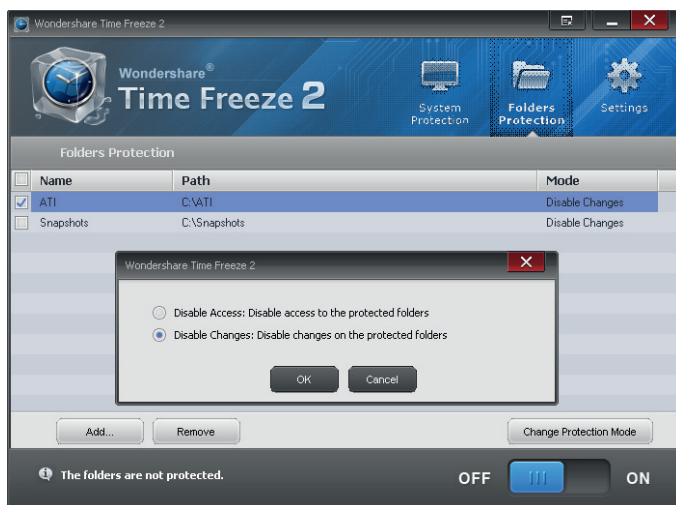 Wondershare Time Freeze 2
Wondershare®
Time Freeze 2
System
Protection
Folders
Protection
Settings
Folders Protection
Name Path Mode
ATI C:\ATI Disable Changes
Snapshots C:\Snapshots Disable Changes
Wondershare Time Freeze 2
Disable Access: Disable access to the protected folders
Disable Changes: Disable changes on the protected folders
OK Cancel
Add... Remove Change Protection Mode
The folders are not protected. OFF ON